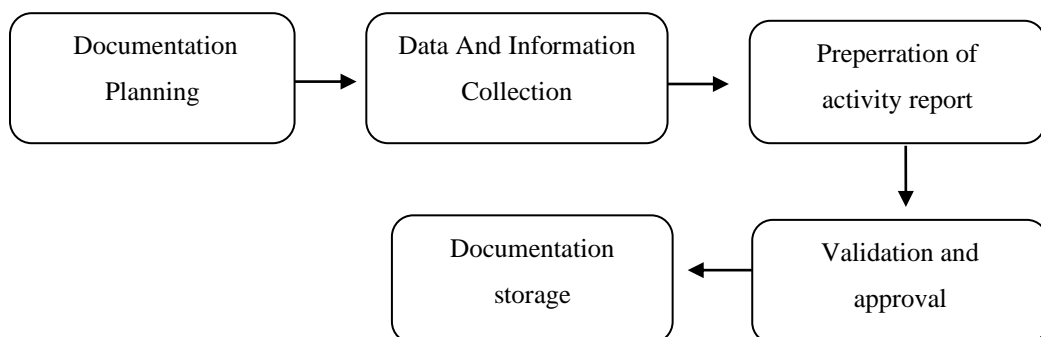 Documentation
Planning
Data And Information
Collection
Preperration of
activity report
Validation and
approval
Documentation
storage